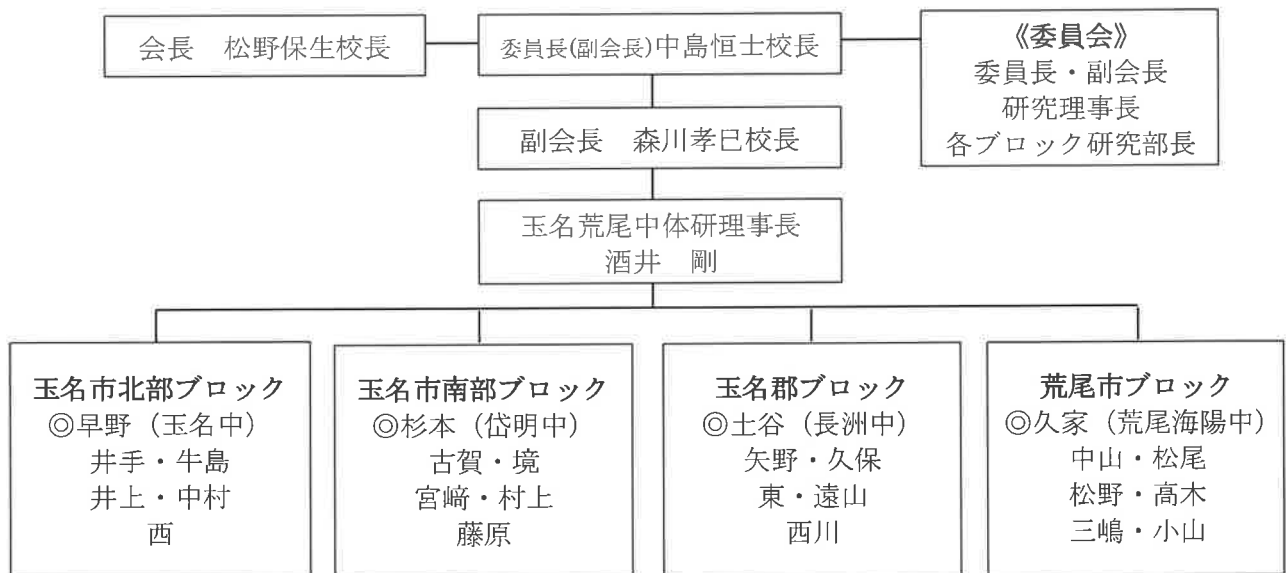 会長　松野保生校長
委員長(副会長)中島恒士校長
《委員会》
委員長・副会長
研究理事長
各ブロック研究部長
副会長　森川孝巳校長
玉名荒尾中体研理事長
酒井　剛
玉名市北部ブロック
◎早野（玉名中）
井手・牛島
井上・中村
西
玉名市南部ブロック
◎杉本（岱明中）
古賀・境
宮﨑・村上
藤原
玉名郡ブロック
◎土谷（長洲中）
矢野・久保
東・遠山
西川
荒尾市ブロック
◎久家（荒尾海陽中）
中山・松尾
松野・髙木
三嶋・小山